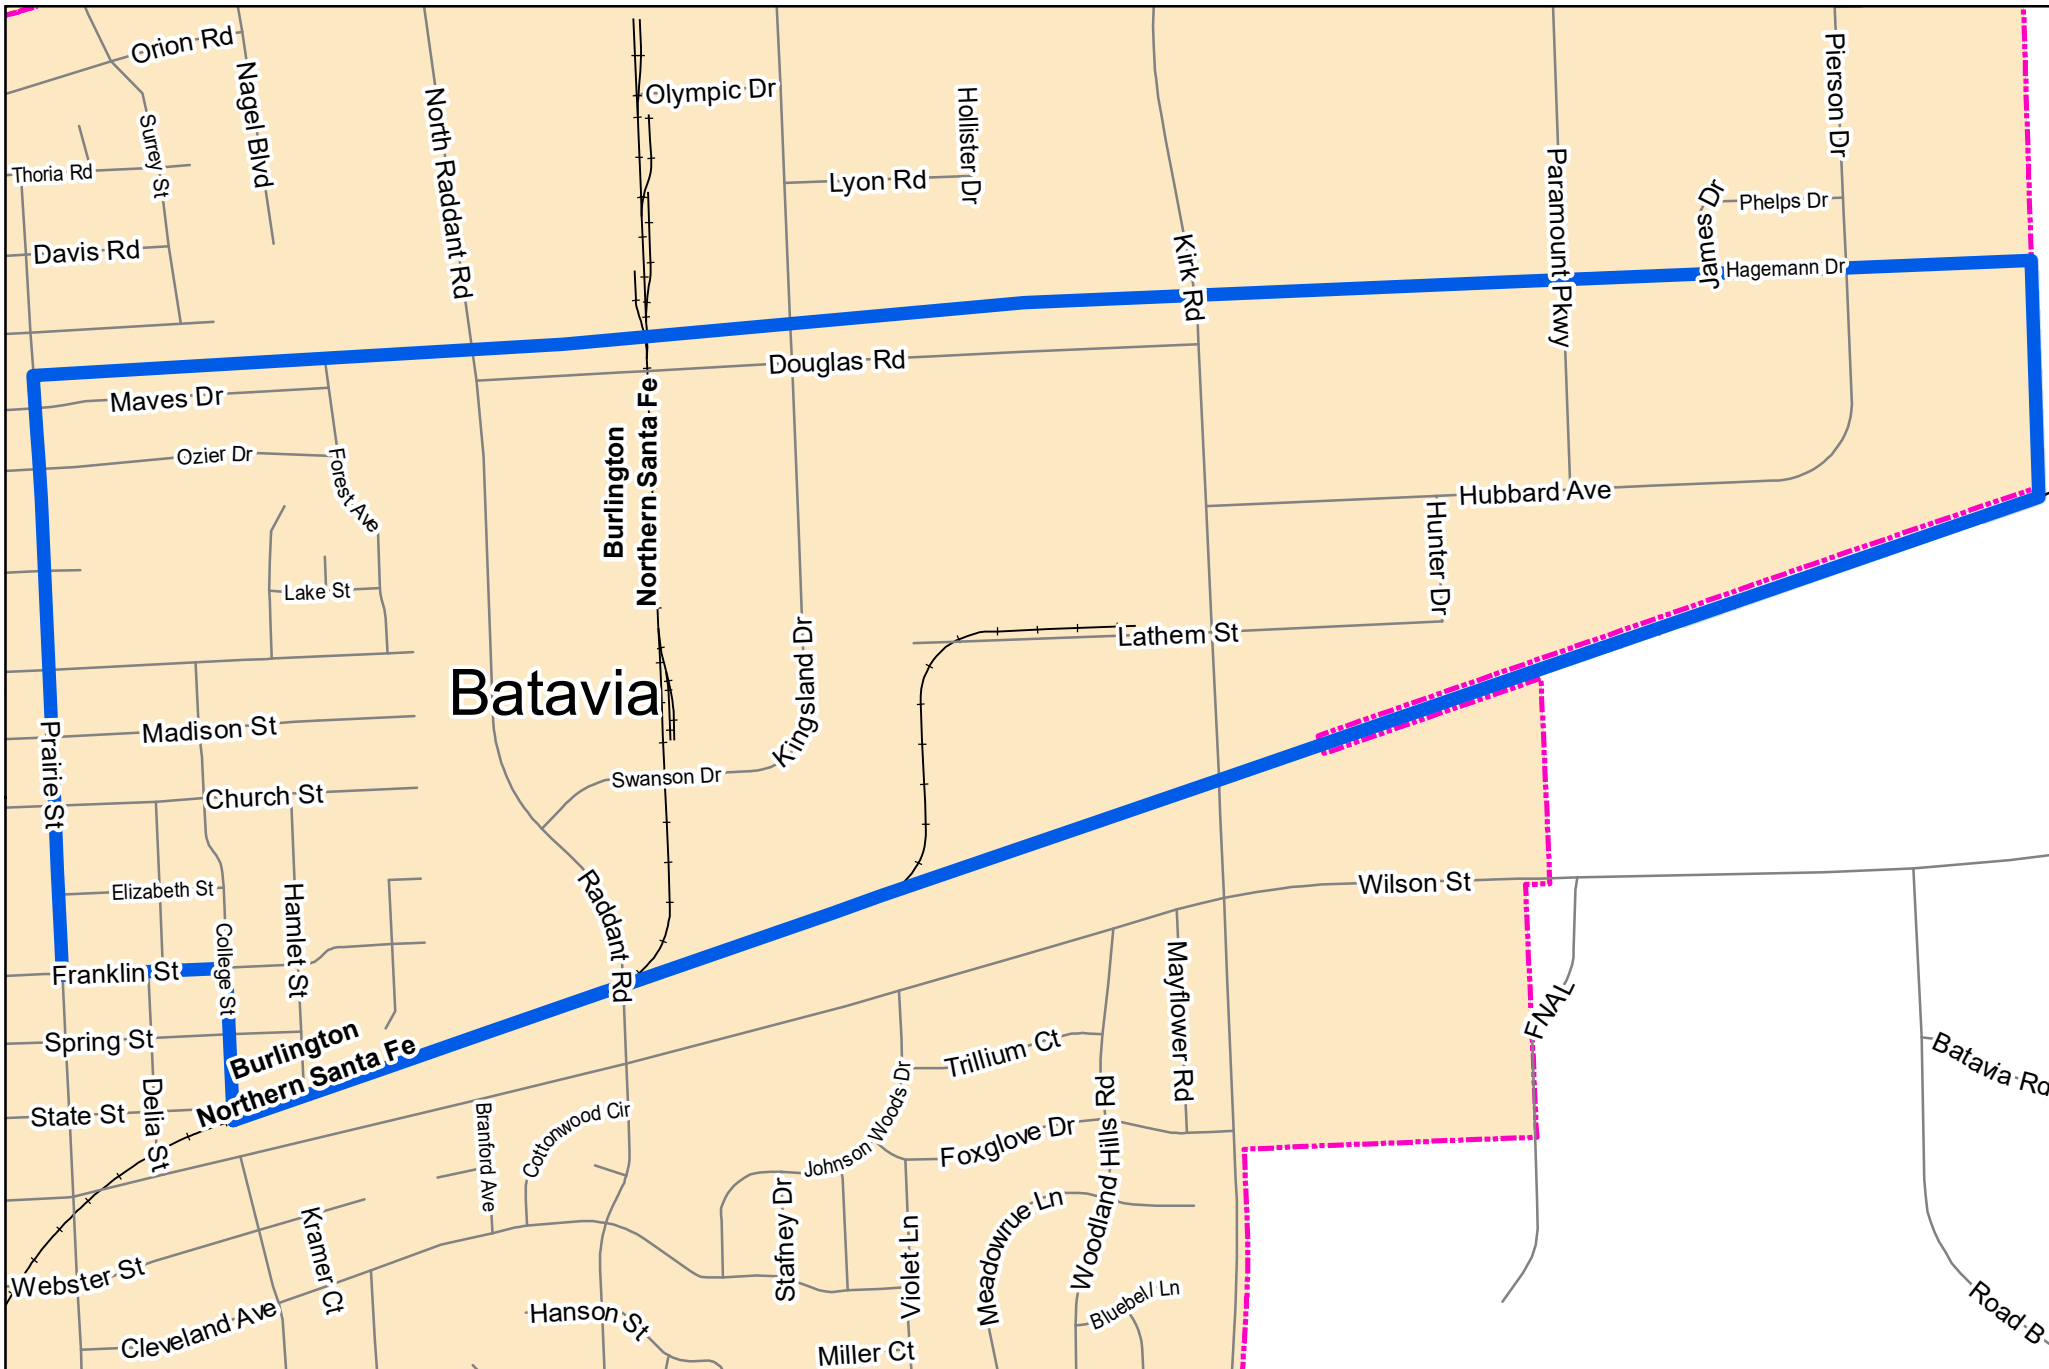 Orion Rd
Nagel Blvd
Surrey St
Thoria Rd
Davis Rd
North Raddant Rd
Olympic Dr
Hollister Dr
Lyon Rd
Kirk Rd
Paramount Pkwy
Pierson Dr
James Dr
Phelps Dr
Hagemann Dr
Maves Dr
Ozier Dr
Forest Ave
Lake St
Douglas Rd
Burlington
Northern Santa Fe
Hubbard Ave
Hunter Dr
Lathem St
Batavia
Kingsland Dr
Swanson Dr
Prairie St
Madison St
Church St
Elizabeth St
Hamlet St
College St
Franklin St
Spring St
Burlington
Northern Santa Fe
State St
Delia St
Raddant Rd
Wilson St
Mayflower Rd
FNAL
Batavia Rd
Road B
Trillium Ct
Johnson Woods Dr
Foxglove Dr
Woodland Hills Rd
Branford Ave
Cottonwood Cir
Stafney Dr
Violet Ln
Meadowrue Ln
Bluebell Ln
Webster St
Kramer Ct
Cleveland Ave
Hanson St
Miller Ct